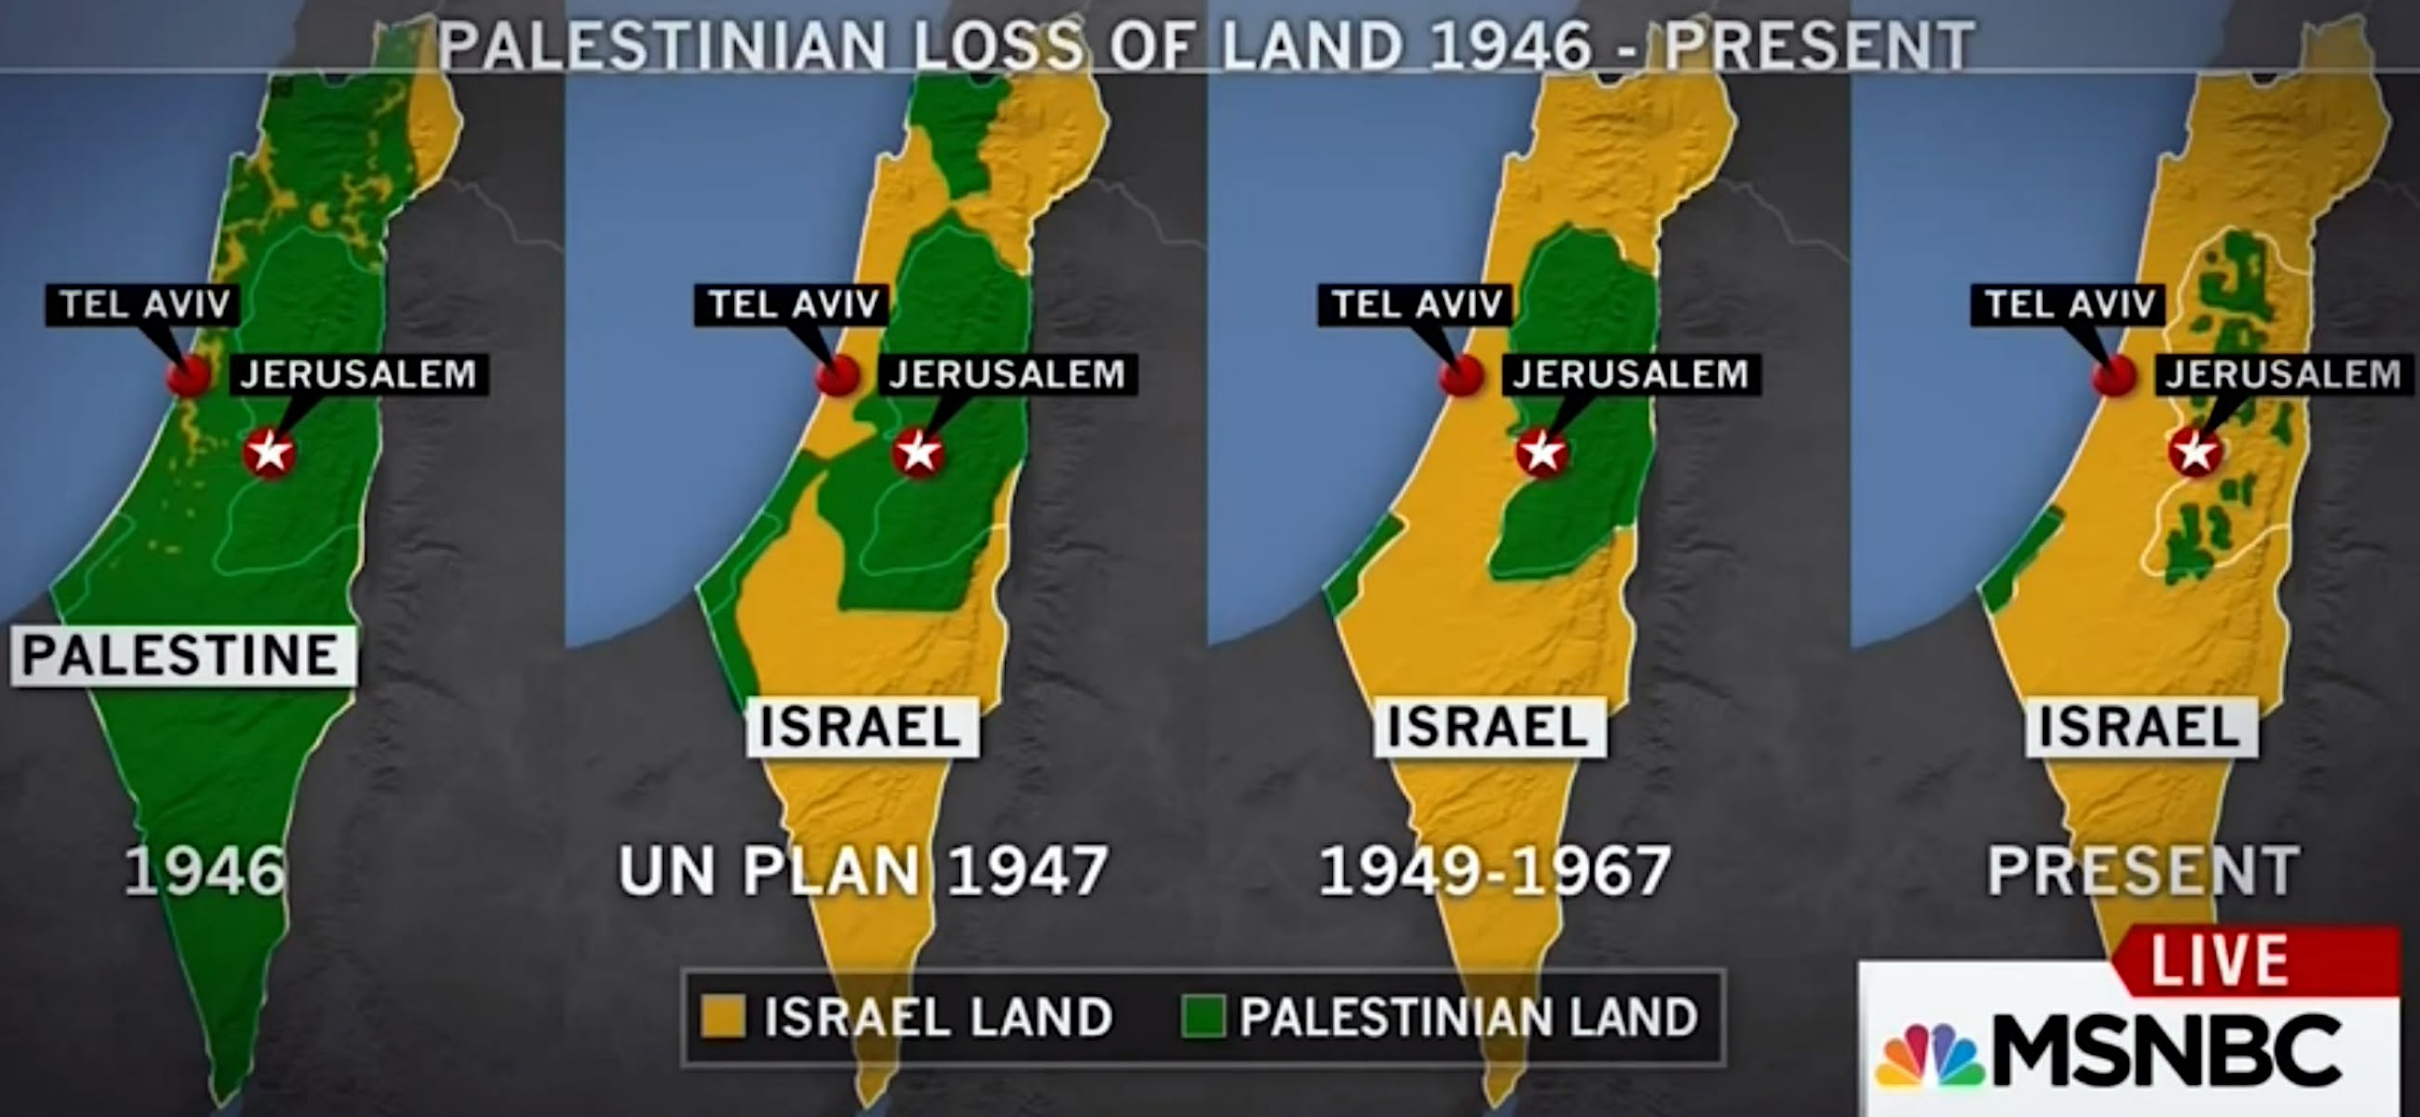 PALESTINIAN LOSS OF LAND 1946 - PRESENT
TEL AVIV
JERUSALEM
PALESTINE
1946
TEL AVIV
JERUSALEM
ISRAEL
UN PLAN 1947
TEL AVIV
JERUSALEM
ISRAEL
1949-1967
TEL AVIV
JERUSALEM
ISRAEL
PRESENT
ISRAEL LAND
PALESTINIAN LAND
LIVE
MSNBC